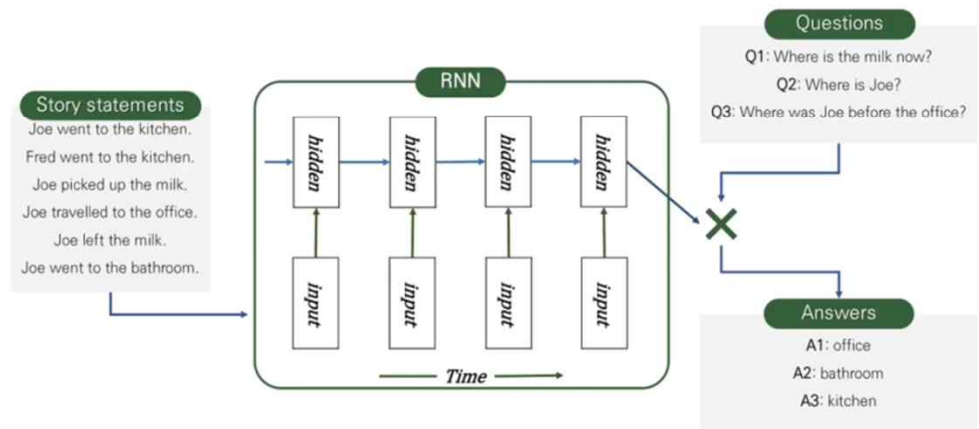 Story statements
Joe went to the kitchen.
Fred went to the kitchen.
Joe picked up the milk.
Joe travelled to the office.
Joe left the milk.
Joe went to the bathroom.
RNN
hidden
hidden
hidden
hidden
input
input
input
input
Time
Questions
Q1: Where is the milk now?
Q2: Where is Joe?
Q3: Where was Joe before the office?
Answers
A1: office
A2: bathroom
A3: kitchen